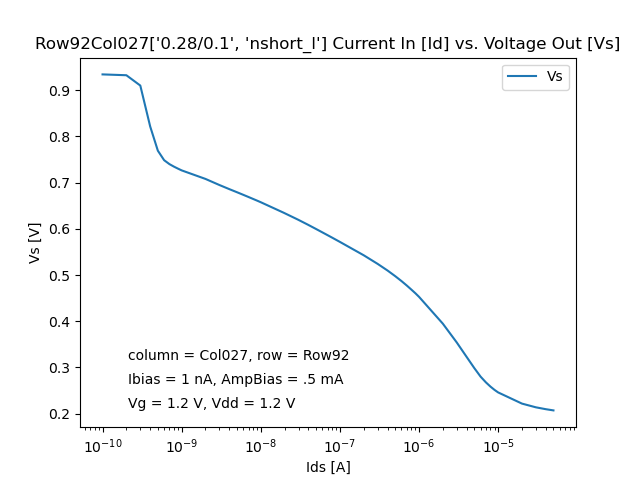 Row92Col027['0.28/0.1', 'nshort_l'] Current In [Id] vs. Voltage Out [Vs]
Vs
0.9
0.8
0.7
0.6
0.5
0.4
0.3
0.2
Vs [V]
column = Col027, row = Row92
Ibias = 1 nA, AmpBias = .5 mA
Vg = 1.2 V, Vdd = 1.2 V
10⁻¹⁰ 10⁻⁹ 10⁻⁸ 10⁻⁷ 10⁻⁶ 10⁻⁵
Ids [A]